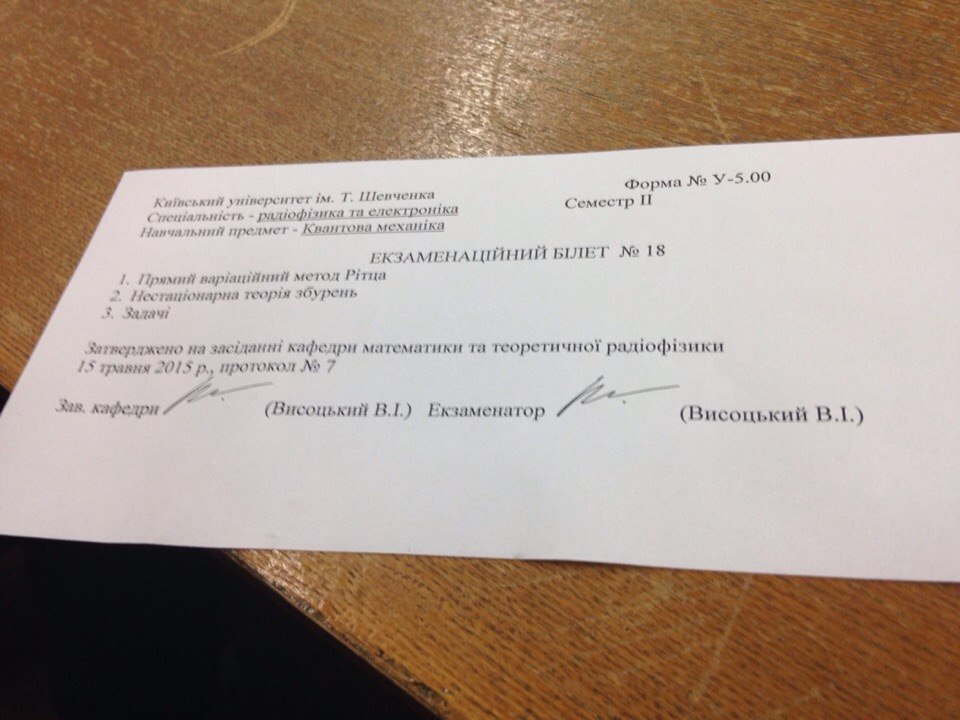 Київський університет ім. Т. Шевченка
Форма № У-5.00
Спеціальність - радіофізика та електроніка
Семестр II
Навчальний предмет - Квантова механіка
ЕКЗАМЕНАЦІЙНИЙ БІЛЕТ № 18
1. Прямий варіаційний метод Рітца
2. Нестаціонарна теорія збурень
3. Задачі
Затверджено на засіданні кафедри математики та теоретичної радіофізики
15 травня 2015 р., протокол № 7
Зав. кафедри (Висоцький В.І.) Екзаменатор (Висоцький В.І.)